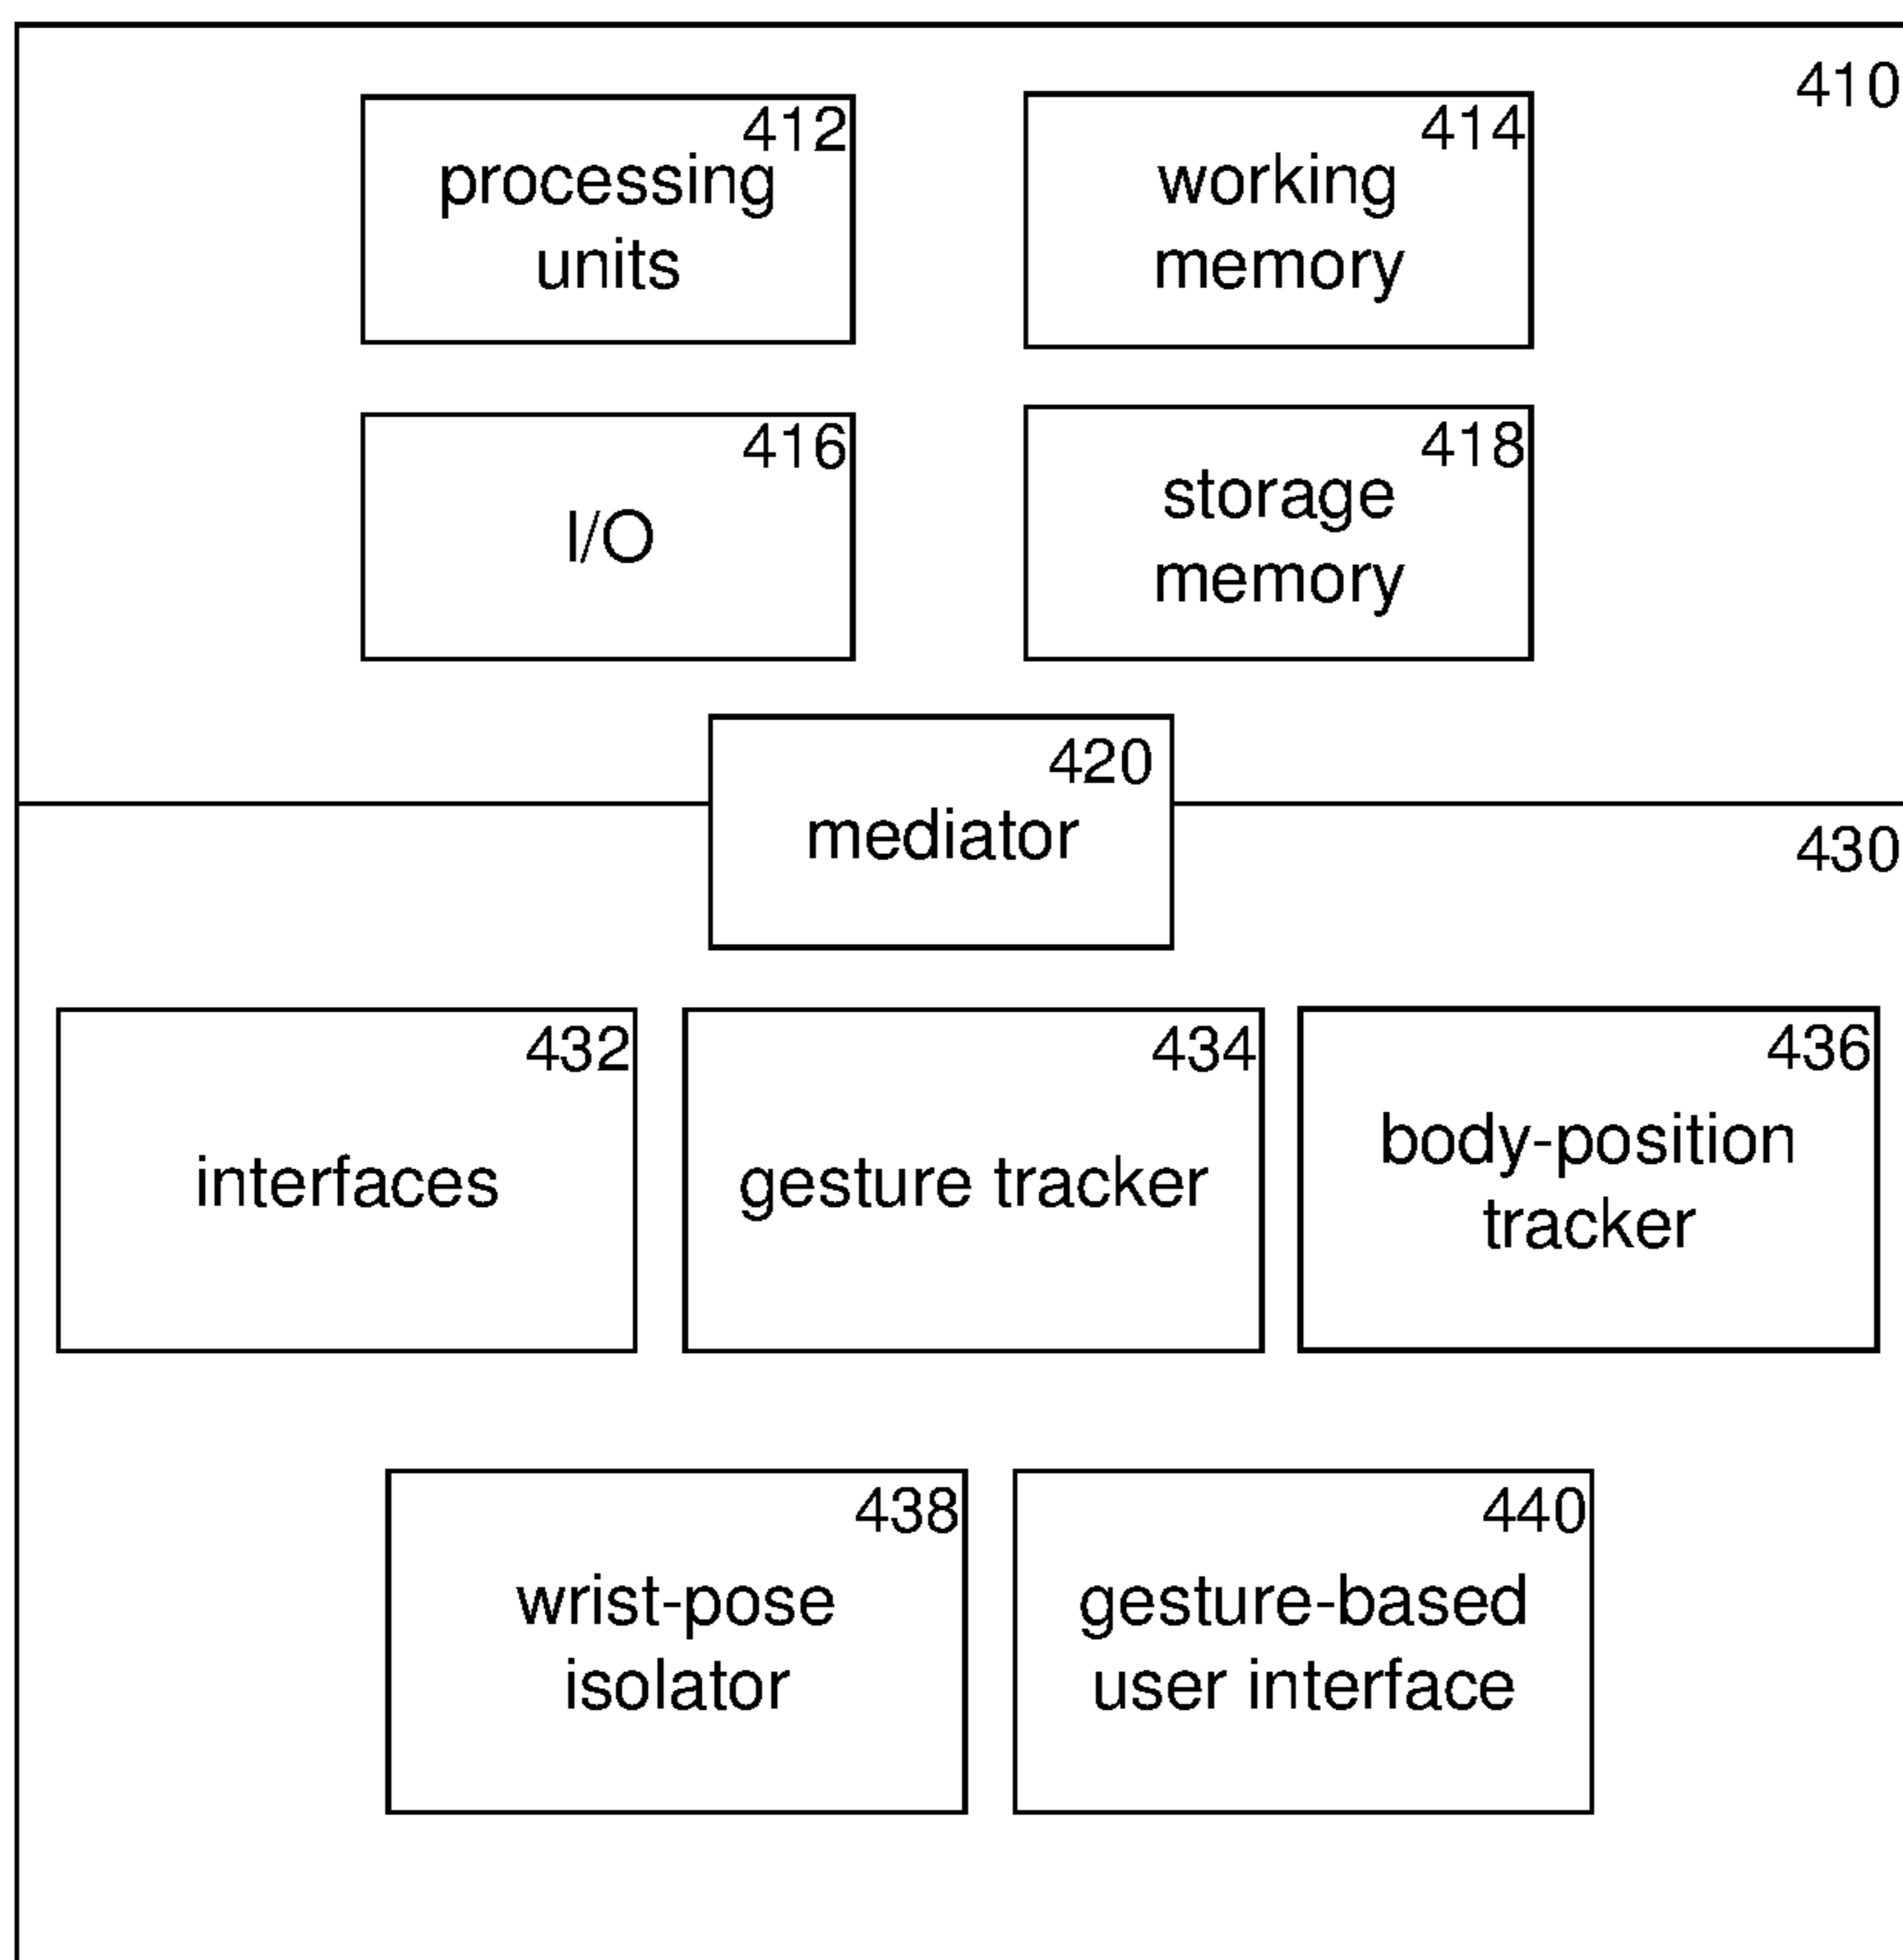 410
412
processing
units
414
working
memory
416
I/O
418
storage
memory
420
mediator
430
432
interfaces
434
gesture tracker
436
body-position
tracker
438
wrist-pose
isolator
440
gesture-based
user interface